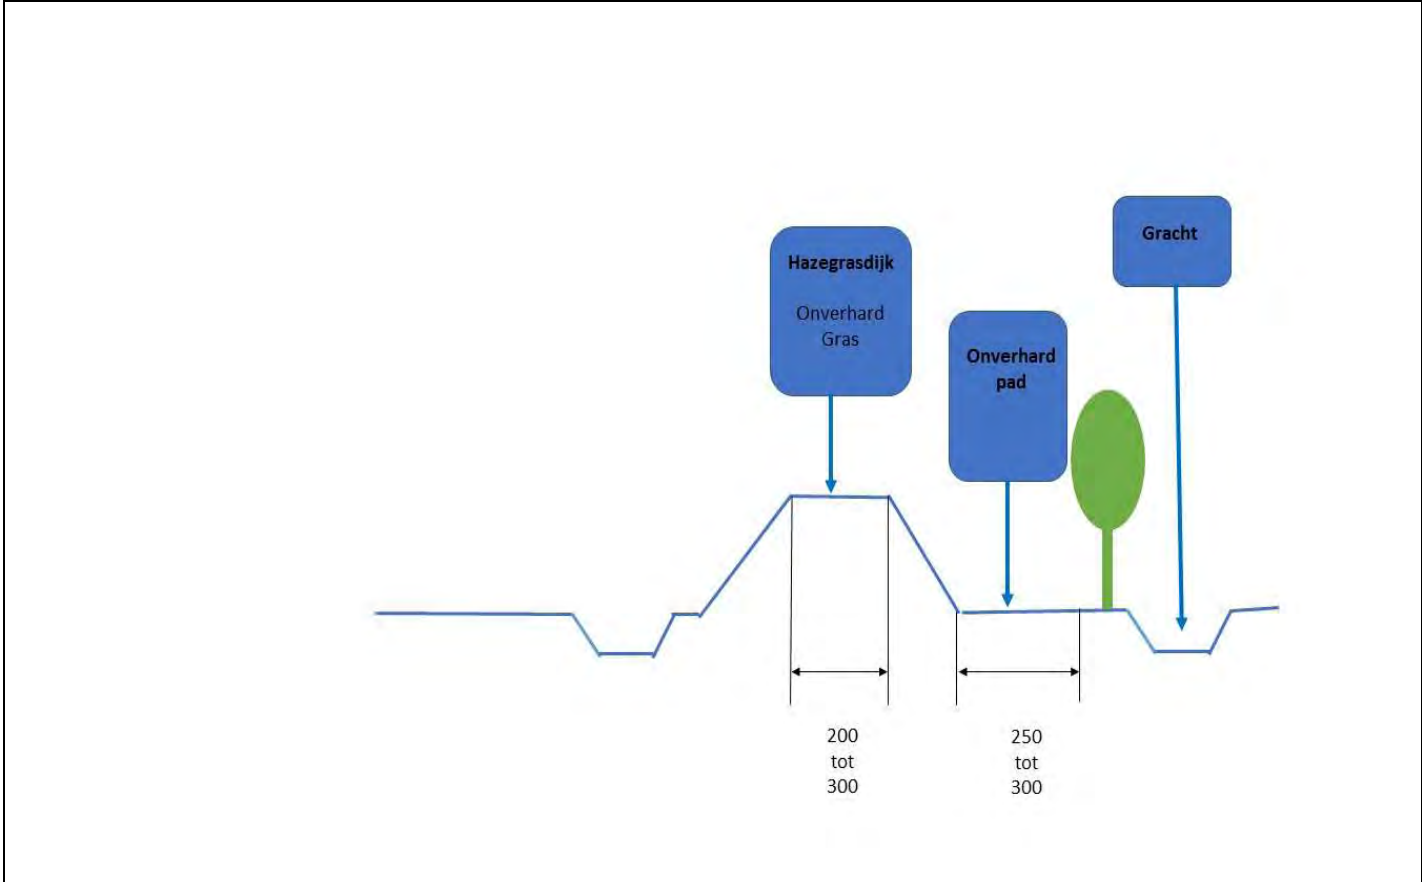 Gracht
Hazegrasdijk
Onverhard
Gras
Onverhard
pad
200
tot
300
250
tot
300